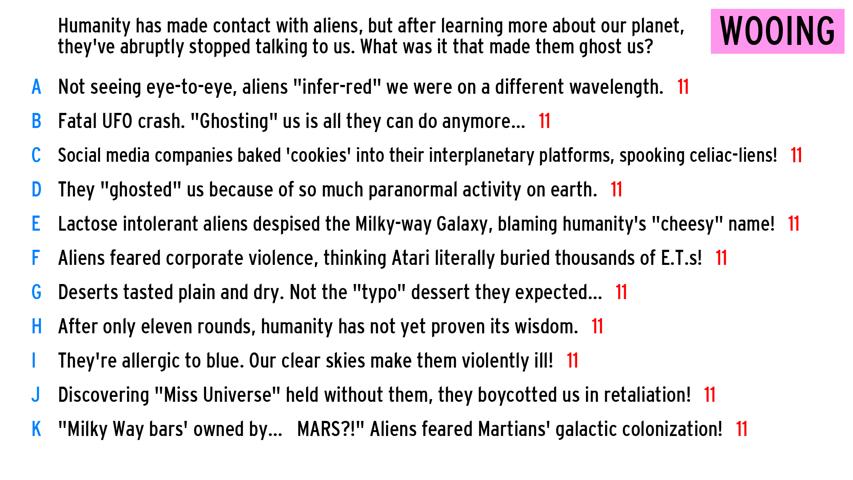 Humanity has made contact with aliens, but after learning more about our planet,
they've abruptly stopped talking to us. What was it that made them ghost us?
WOOING
A Not seeing eye-to-eye, aliens "infer-red" we were on a different wavelength. 11
B Fatal UFO crash. "Ghosting" us is all they can do anymore... 11
C Social media companies baked 'cookies' into their interplanetary platforms, spooking celiac-liens! 11
D They "ghosted" us because of so much paranormal activity on earth. 11
E Lactose intolerant aliens despised the Milky-way Galaxy, blaming humanity's "cheesy" name! 11
F Aliens feared corporate violence, thinking Atari literally buried thousands of E.T.s! 11
G Deserts tasted plain and dry. Not the "typo" dessert they expected... 11
H After only eleven rounds, humanity has not yet proven its wisdom. 11
I They're allergic to blue. Our clear skies make them violently ill! 11
J Discovering "Miss Universe" held without them, they boycotted us in retaliation! 11
K "Milky Way bars' owned by... MARS?!" Aliens feared Martians' galactic colonization! 11